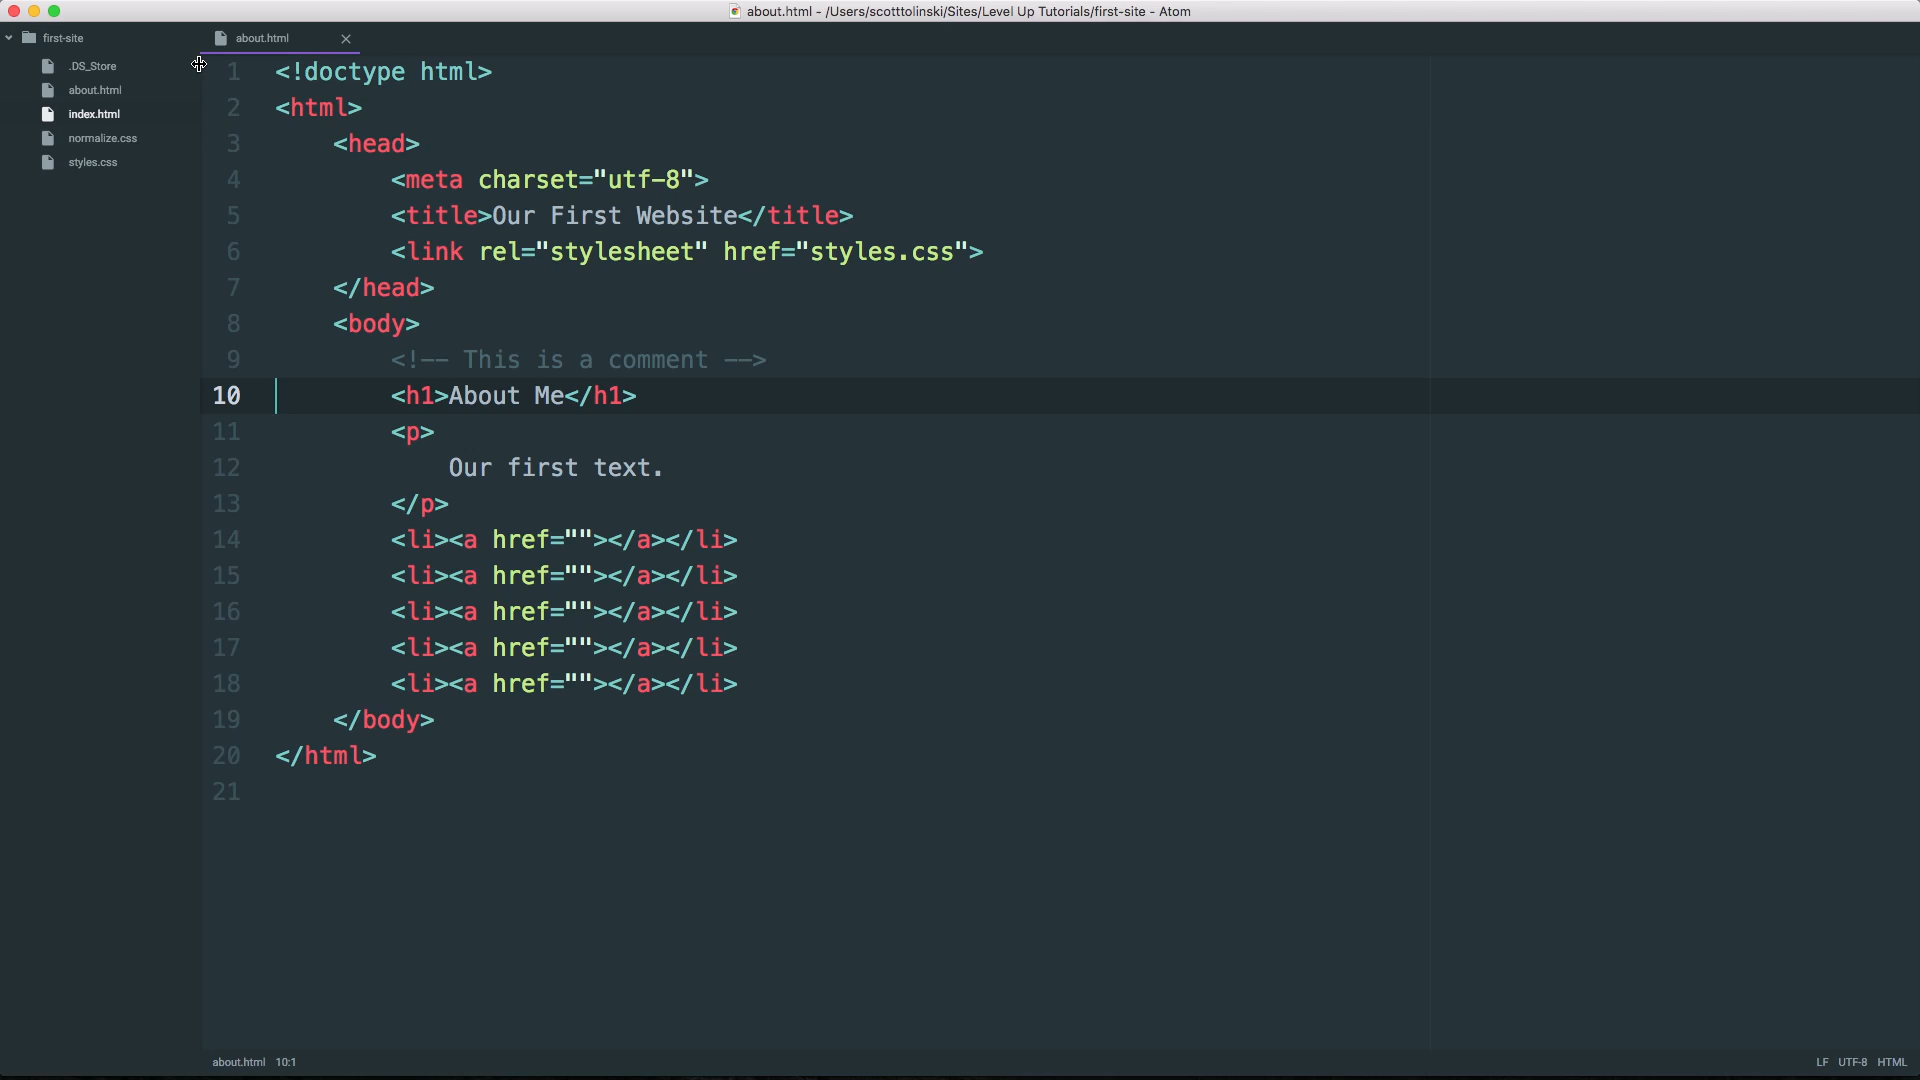 about.html - /Users/scotttolinski/Sites/Level Up Tutorials/first-site - Atom
first-site
.DS_Store
about.html
index.html
normalize.css
styles.css
about.html
1 <!doctype html>
2 <html>
3 <head>
4 <meta charset="utf-8">
5 <title>Our First Website</title>
6 <link rel="stylesheet" href="styles.css">
7 </head>
8 <body>
9 <!-- This is a comment -->
10 <h1>About Me</h1>
11 <p>
12 Our first text.
13 </p>
14 <li><a href=""></a></li>
15 <li><a href=""></a></li>
16 <li><a href=""></a></li>
17 <li><a href=""></a></li>
18 <li><a href=""></a></li>
19 </body>
20 </html>
21
about.html 10:1
LF UTF-8 HTML